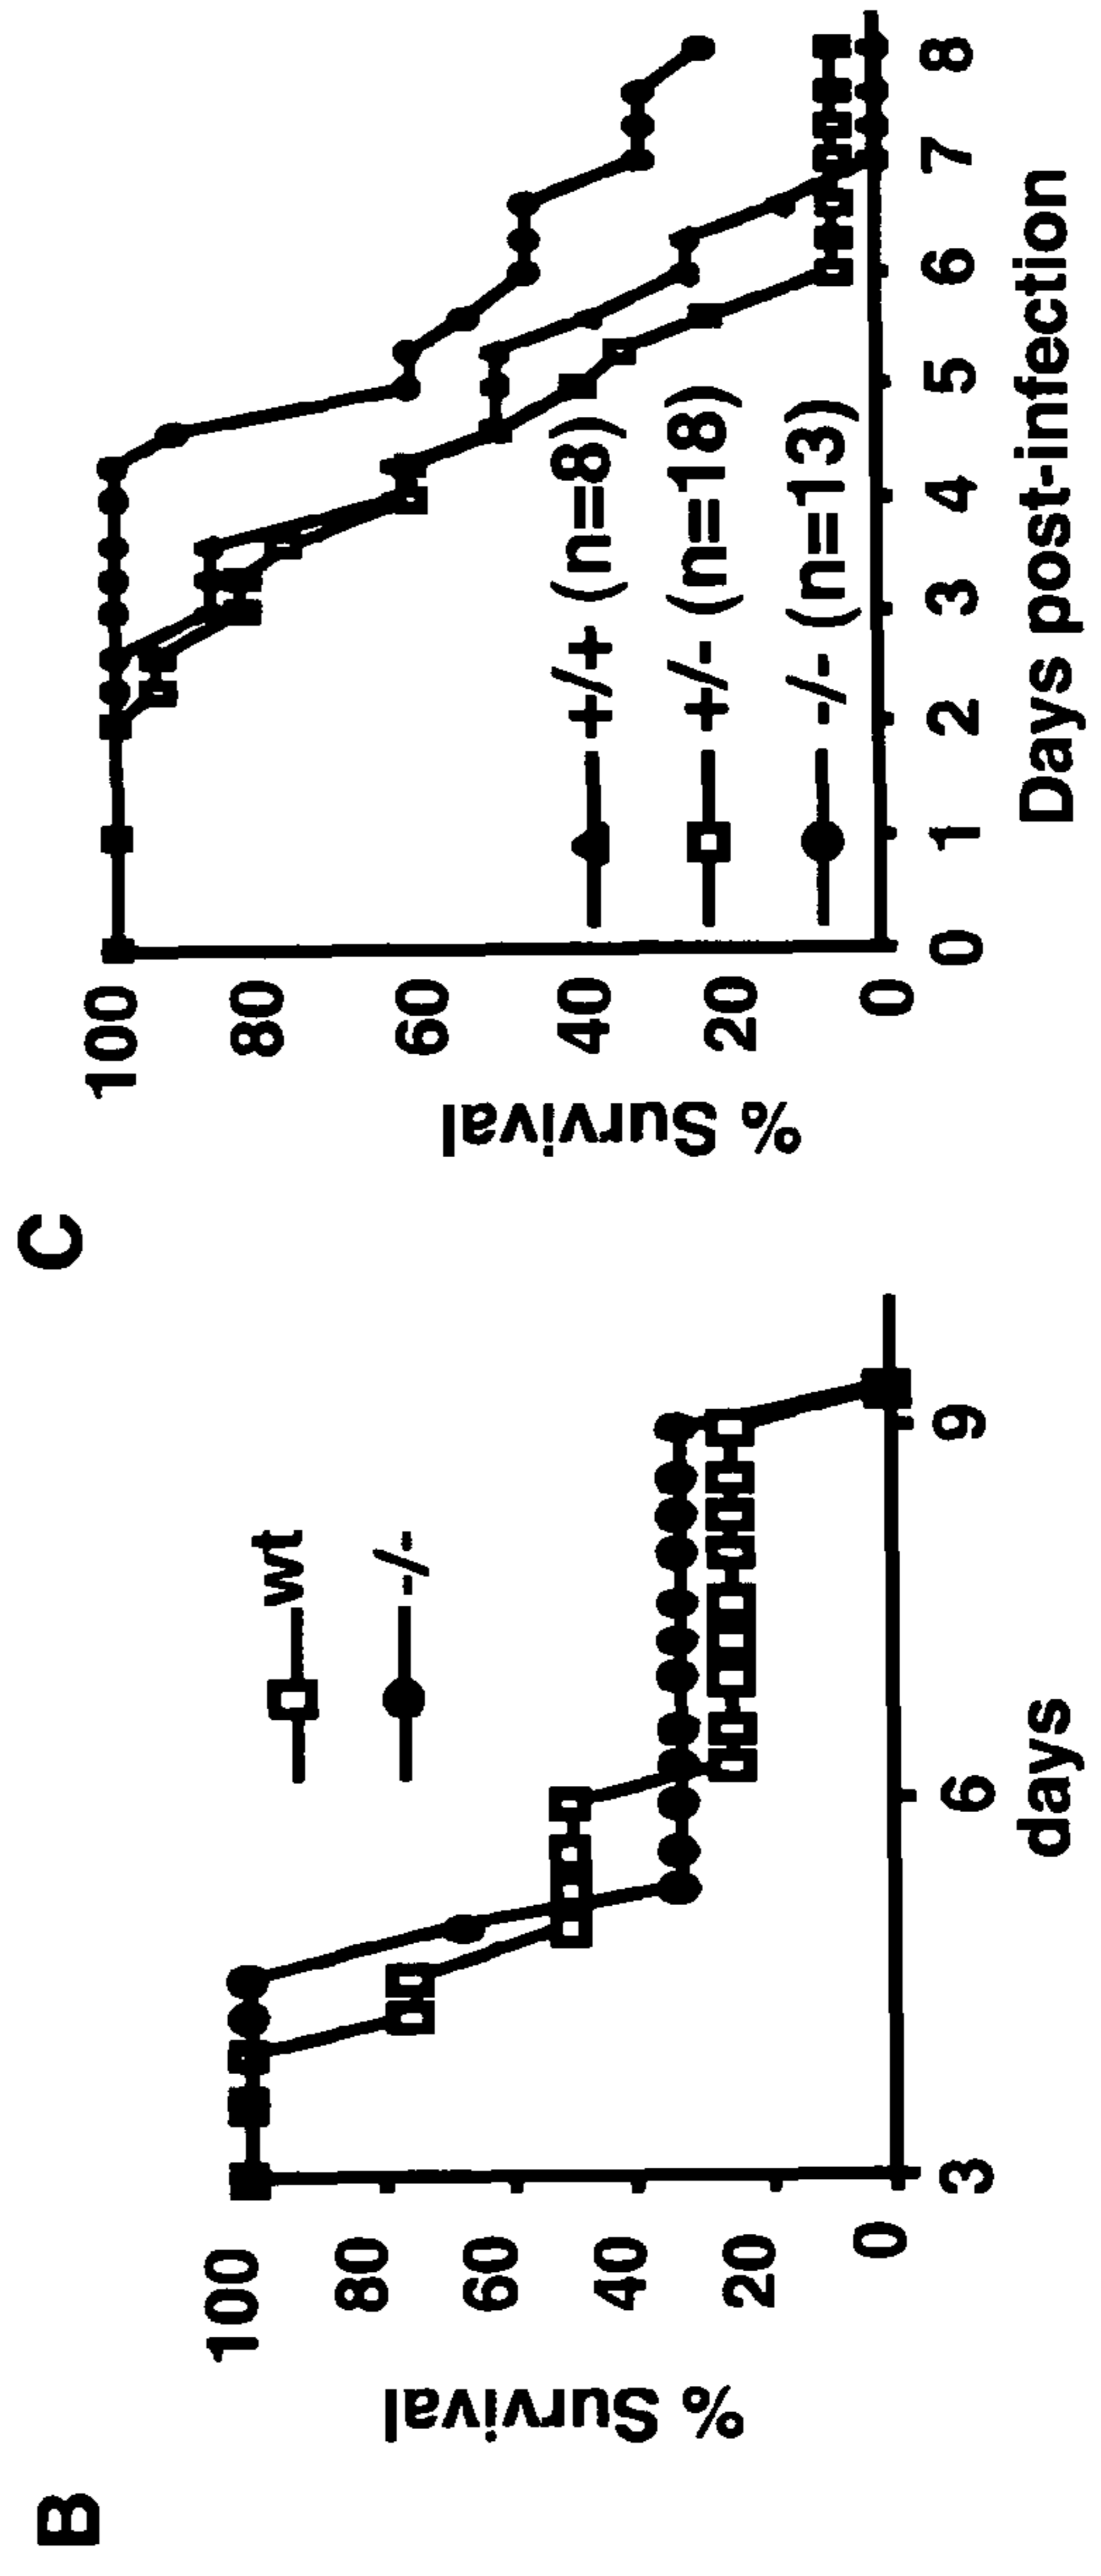 B
% Survival
100
80
60
40
20
0
3
6
9
days
wt
-/-
C
% Survival
100
80
60
40
20
0
0
1
2
3
4
5
6
7
8
Days post-infection
+/+ (n=8)
+/- (n=18)
-/- (n=13)